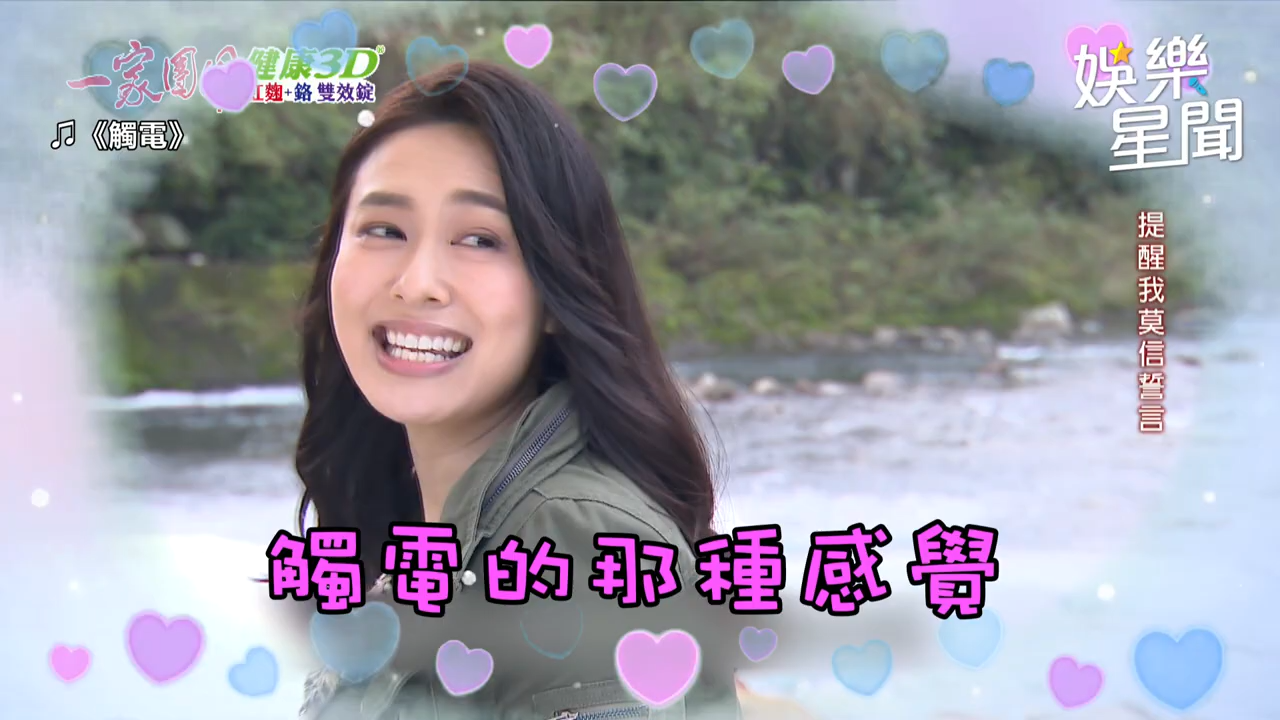 一家團圓
健康3D®
紅麴+鉻 雙效錠
♫《觸電》
娛樂
星聞
提醒我莫信誓言
觸電的那種感覺